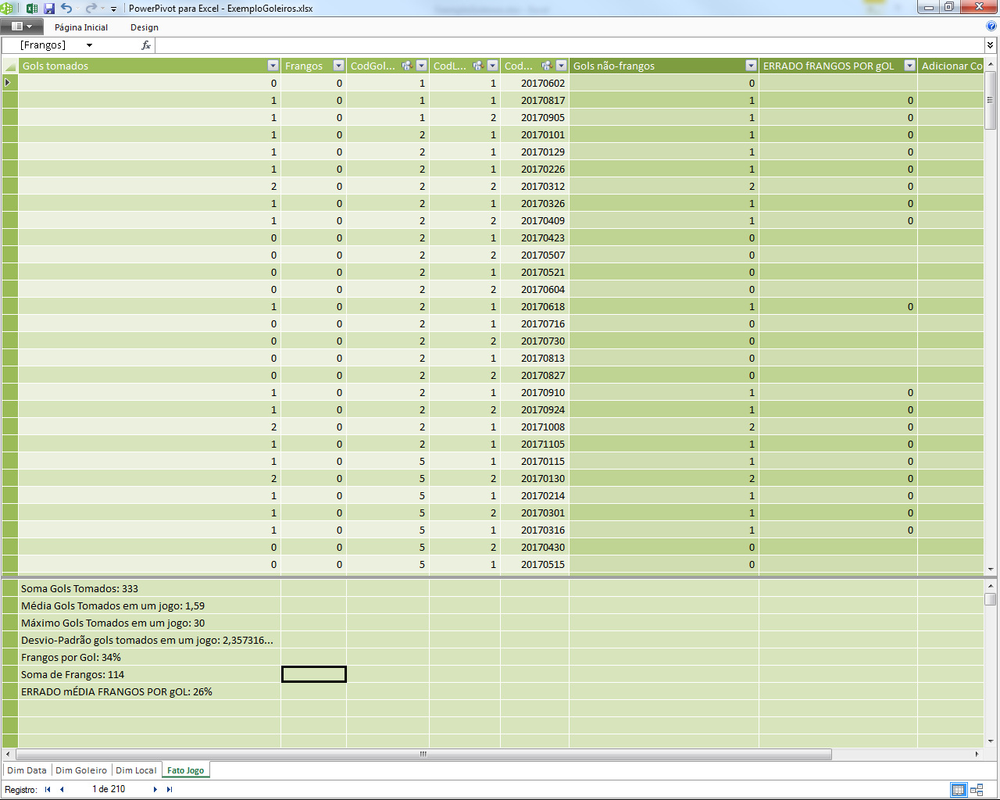 PowerPivot para Excel - ExemploGoleiros.xlsx
Página Inicial Design
[Frangos] fx
Gols tomados Frangos CodGol... CodL... Cod... Gols não-frangos ERRADO fRANGOS POR gOL Adicionar Co
0 0 1 1 20170602 0
1 0 1 1 20170817 1 0
1 0 1 2 20170905 1 0
1 0 2 1 20170101 1 0
1 0 2 1 20170129 1 0
1 0 2 1 20170226 1 0
2 0 2 2 20170312 2 0
1 0 2 1 20170326 1 0
1 0 2 2 20170409 1 0
0 0 2 1 20170423 0
0 0 2 2 20170507 0
0 0 2 1 20170521 0
0 0 2 2 20170604 0
1 0 2 1 20170618 1 0
0 0 2 1 20170716 0
0 0 2 2 20170730 0
0 0 2 1 20170813 0
0 0 2 2 20170827 0
1 0 2 1 20170910 1 0
1 0 2 2 20170924 1 0
2 0 2 1 20171008 2 0
1 0 2 1 20171105 1 0
1 0 5 1 20170115 1 0
2 0 5 2 20170130 2 0
1 0 5 1 20170214 1 0
1 0 5 2 20170301 1 0
1 0 5 1 20170316 1 0
0 0 5 2 20170430 0
0 0 5 1 20170515 0
Soma Gols Tomados: 333
Média Gols Tomados em um jogo: 1,59
Máximo Gols Tomados em um jogo: 30
Desvio-Padrão gols tomados em um jogo: 2,357316...
Frangos por Gol: 34%
Soma de Frangos: 114
ERRADO mÉDIA FRANGOS POR gOL: 26%
Dim Data Dim Goleiro Dim Local Fato Jogo
Registro: 1 de 210